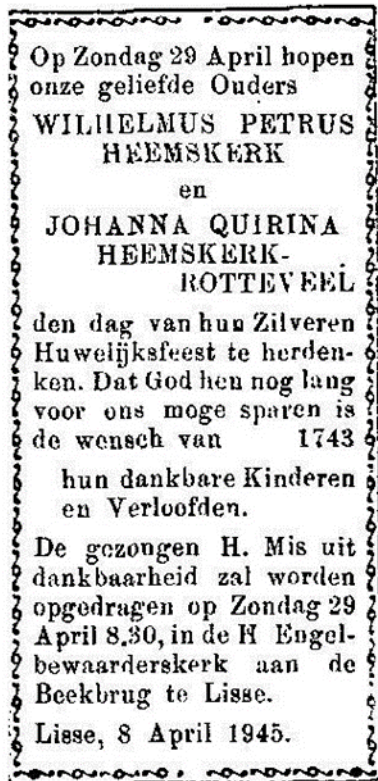 Op Zondag 29 April hopen
onze geliefde Ouders
WILHELMUS PETRUS
HEEMSKERK
en
JOHANNA QUIRINA
HEEMSKERK-
ROTTEVEEL
den dag van hun Zilveren
Huwelijksfeest te herden-
ken. Dat God hen nog lang
voor ons moge sparen is
de wensch van 1743
hun dankbare Kinderen
en Verloofden.
De gezongen H. Mis uit
dankbaarheid zal worden
opgedragen op Zondag 29
April 8.30, in de H Engel-
bewaarderskerk aan de
Beekbrug te Lisse.
Lisse, 8 April 1945.